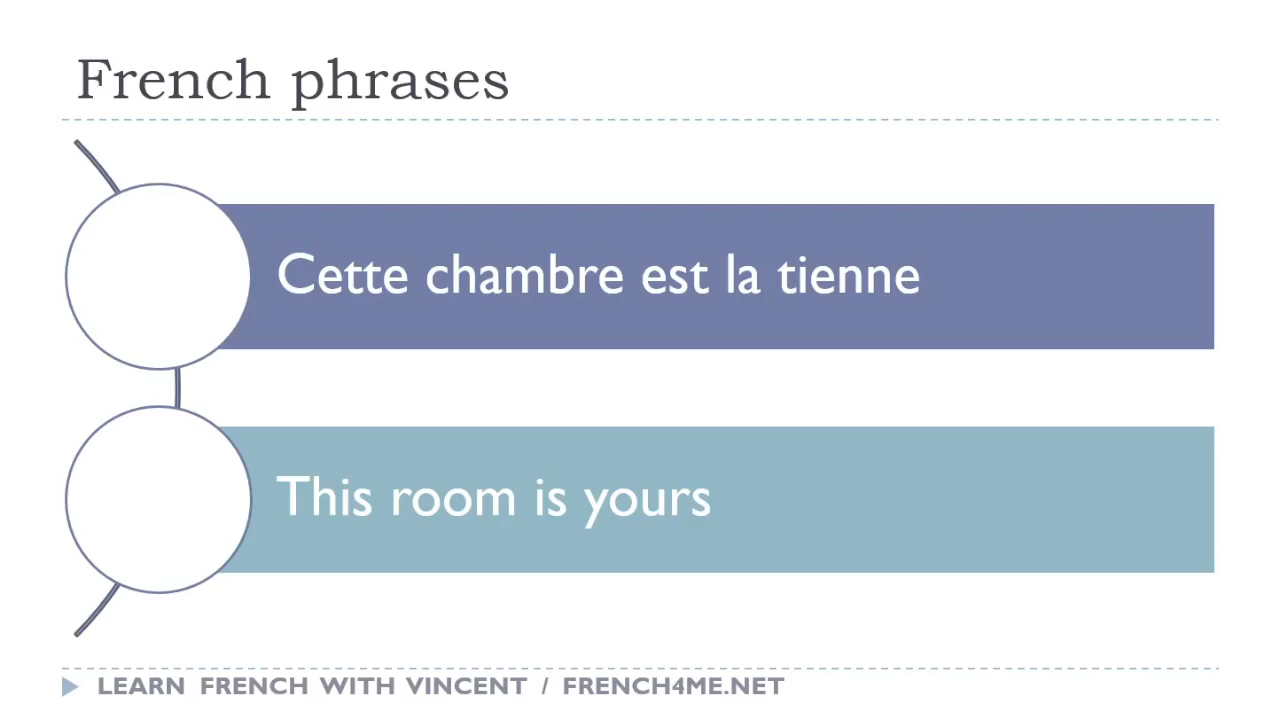 French phrases
Cette chambre est la tienne
This room is yours
LEARN FRENCH WITH VINCENT / FRENCH4ME.NET